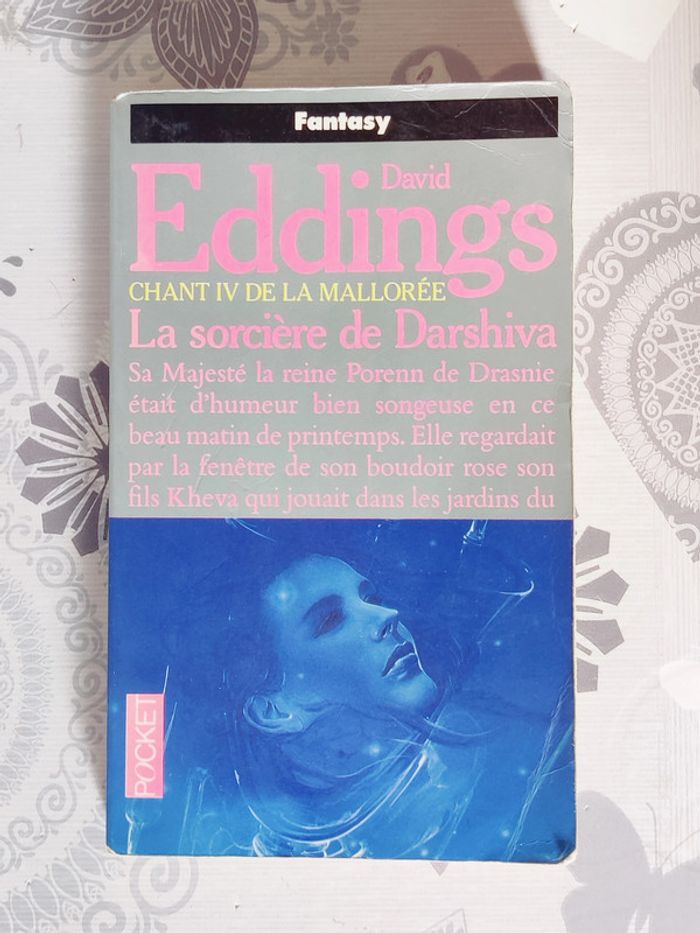 Fantasy
David
Eddings
CHANT IV DE LA MALLORÉE
La sorcière de Darshiva
Sa Majesté la reine Porenn de Drasnie
était d'humeur bien songeuse en ce
beau matin de printemps. Elle regardait
par la fenêtre de son boudoir rose son
fils Kheva qui jouait dans les jardins du
POCKET